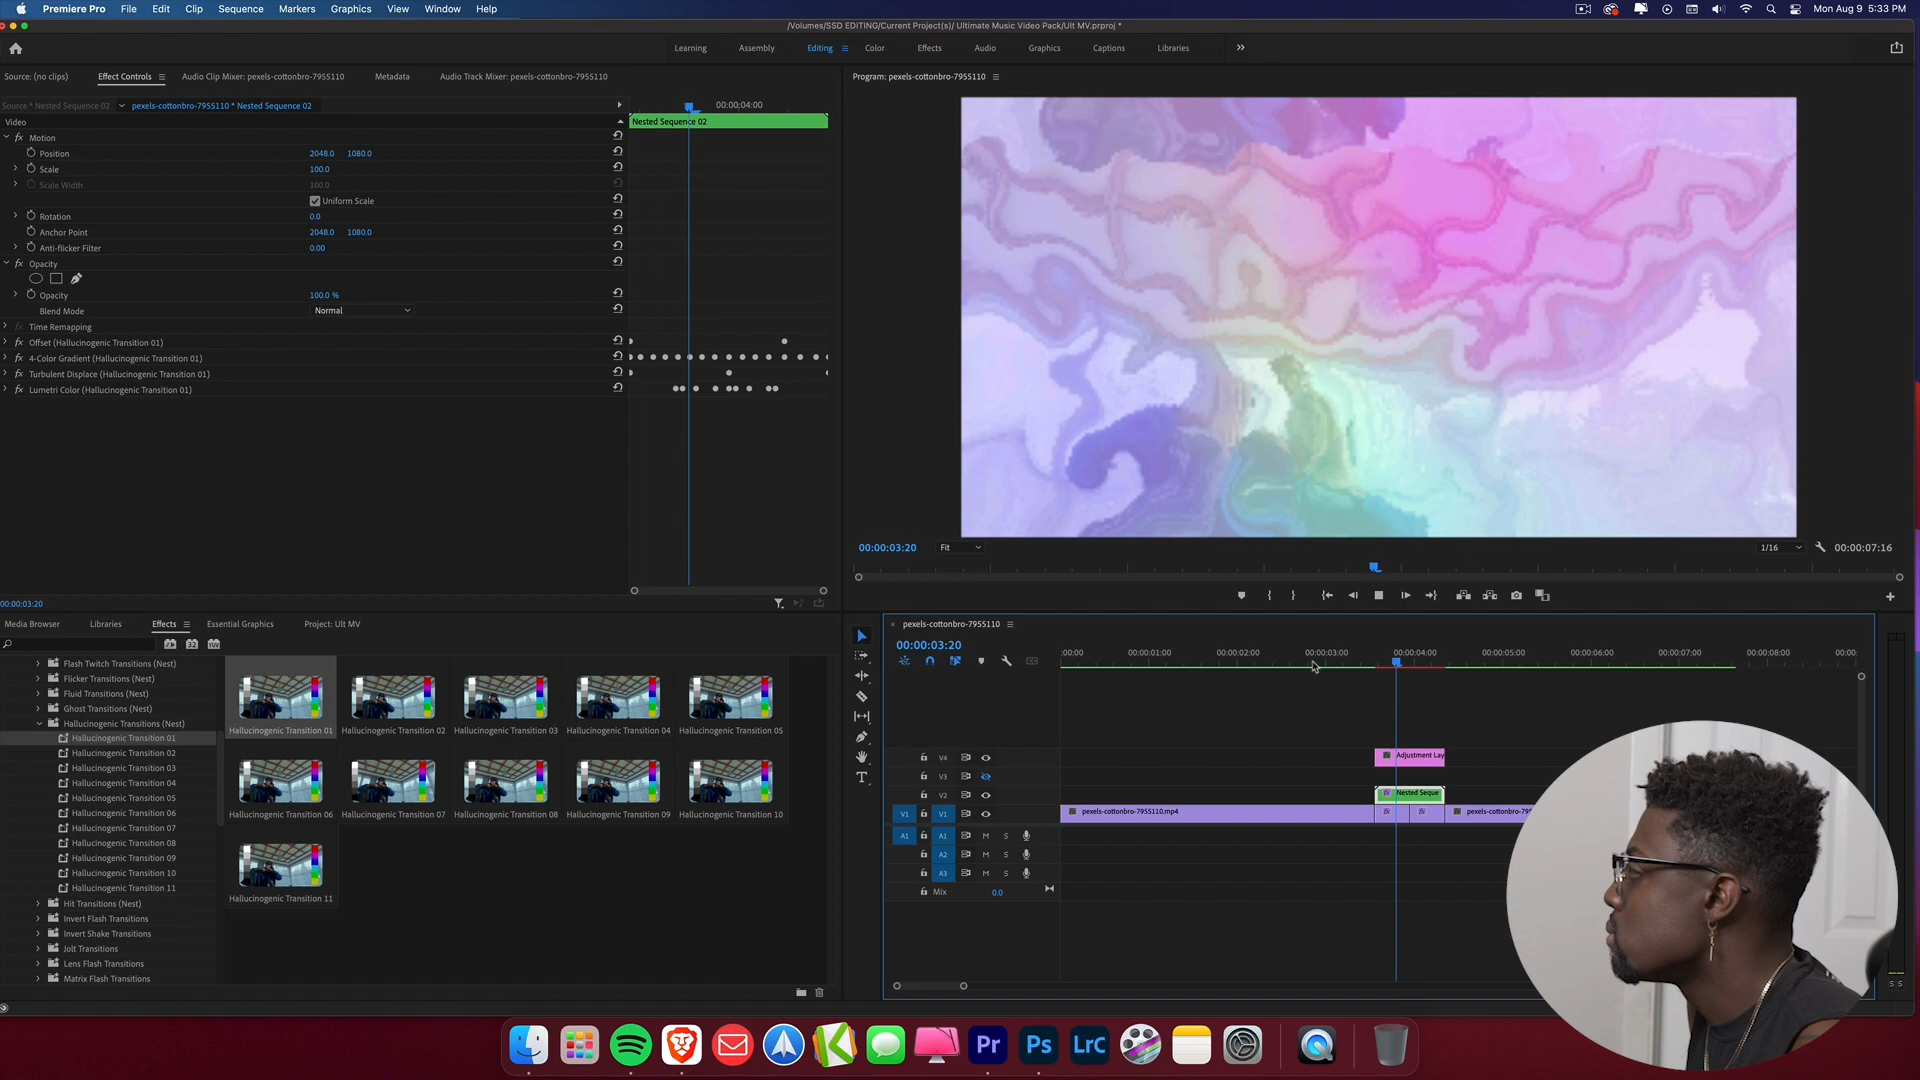 Premiere Pro File Edit Clip Sequence Markers Graphics View Window Help Mon Aug 9 5:33 PM
/Volumes/SSD EDITING/Current Project(s)/ Ultimate Music Video Pack/Ult MV.prproj *
Learning Assembly Editing Color Effects Audio Graphics Captions Libraries
Source: (no clips) Effect Controls Audio Clip Mixer: pexels-cottonbro-7955110 Metadata Audio Track Mixer: pexels-cottonbro-7955110
Program: pexels-cottonbro-7955110
Source * Nested Sequence 02 pexels-cottonbro-7955110 * Nested Sequence 02 00;00;04:00
Video Nested Sequence 02
fx Motion
Position 2048.0 1080.0
Scale 100.0
Scale Width 100.0
Uniform Scale
Rotation 0.0
Anchor Point 2048.0 1080.0
Anti-flicker Filter 0.00
fx Opacity
Opacity 100.0 %
Blend Mode Normal
fx Time Remapping
fx Offset (Hallucinogenic Transition 01)
fx 4-Color Gradient (Hallucinogenic Transition 01)
fx Turbulent Displace (Hallucinogenic Transition 01)
fx Lumetri Color (Hallucinogenic Transition 01)
00:00:03:20 Fit 1/16 00:00:07:16
00:00:03:20
Media Browser Libraries Effects Essential Graphics Project: Ult MV
Flash Twitch Transitions (Nest)
Flicker Transitions (Nest)
Fluid Transitions (Nest)
Ghost Transitions (Nest)
Hallucinogenic Transitions (Nest)
Hallucinogenic Transition 01
Hallucinogenic Transition 02
Hallucinogenic Transition 03
Hallucinogenic Transition 04
Hallucinogenic Transition 05
Hallucinogenic Transition 06
Hallucinogenic Transition 07
Hallucinogenic Transition 08
Hallucinogenic Transition 09
Hallucinogenic Transition 10
Hallucinogenic Transition 11
Hit Transitions (Nest)
Invert Flash Transitions
Invert Shake Transitions
Jolt Transitions
Lens Flash Transitions
Matrix Flash Transitions
Hallucinogenic Transition 01 Hallucinogenic Transition 02 Hallucinogenic Transition 03 Hallucinogenic Transition 04 Hallucinogenic Transition 05
Hallucinogenic Transition 06 Hallucinogenic Transition 07 Hallucinogenic Transition 08 Hallucinogenic Transition 09 Hallucinogenic Transition 10
Hallucinogenic Transition 11
pexels-cottonbro-7955110
00:00:03:20
:00:00 00:00:01:00 00:00:02:00 00:00:03:00 00:00:04:00 00:00:05:00 00:00:06:00 00:00:07:00 00:00:08:00 00:00:
V4 Adjustment Lay
V3
V2 fx Nested Seque
V1 V1 pexels-cottonbro-7955110.mp4 fx fx pexels-cottonbro-795
A1 A1 M S
A2 M S
A3 M S
Mix 0.0
S S
Pr Ps LrC